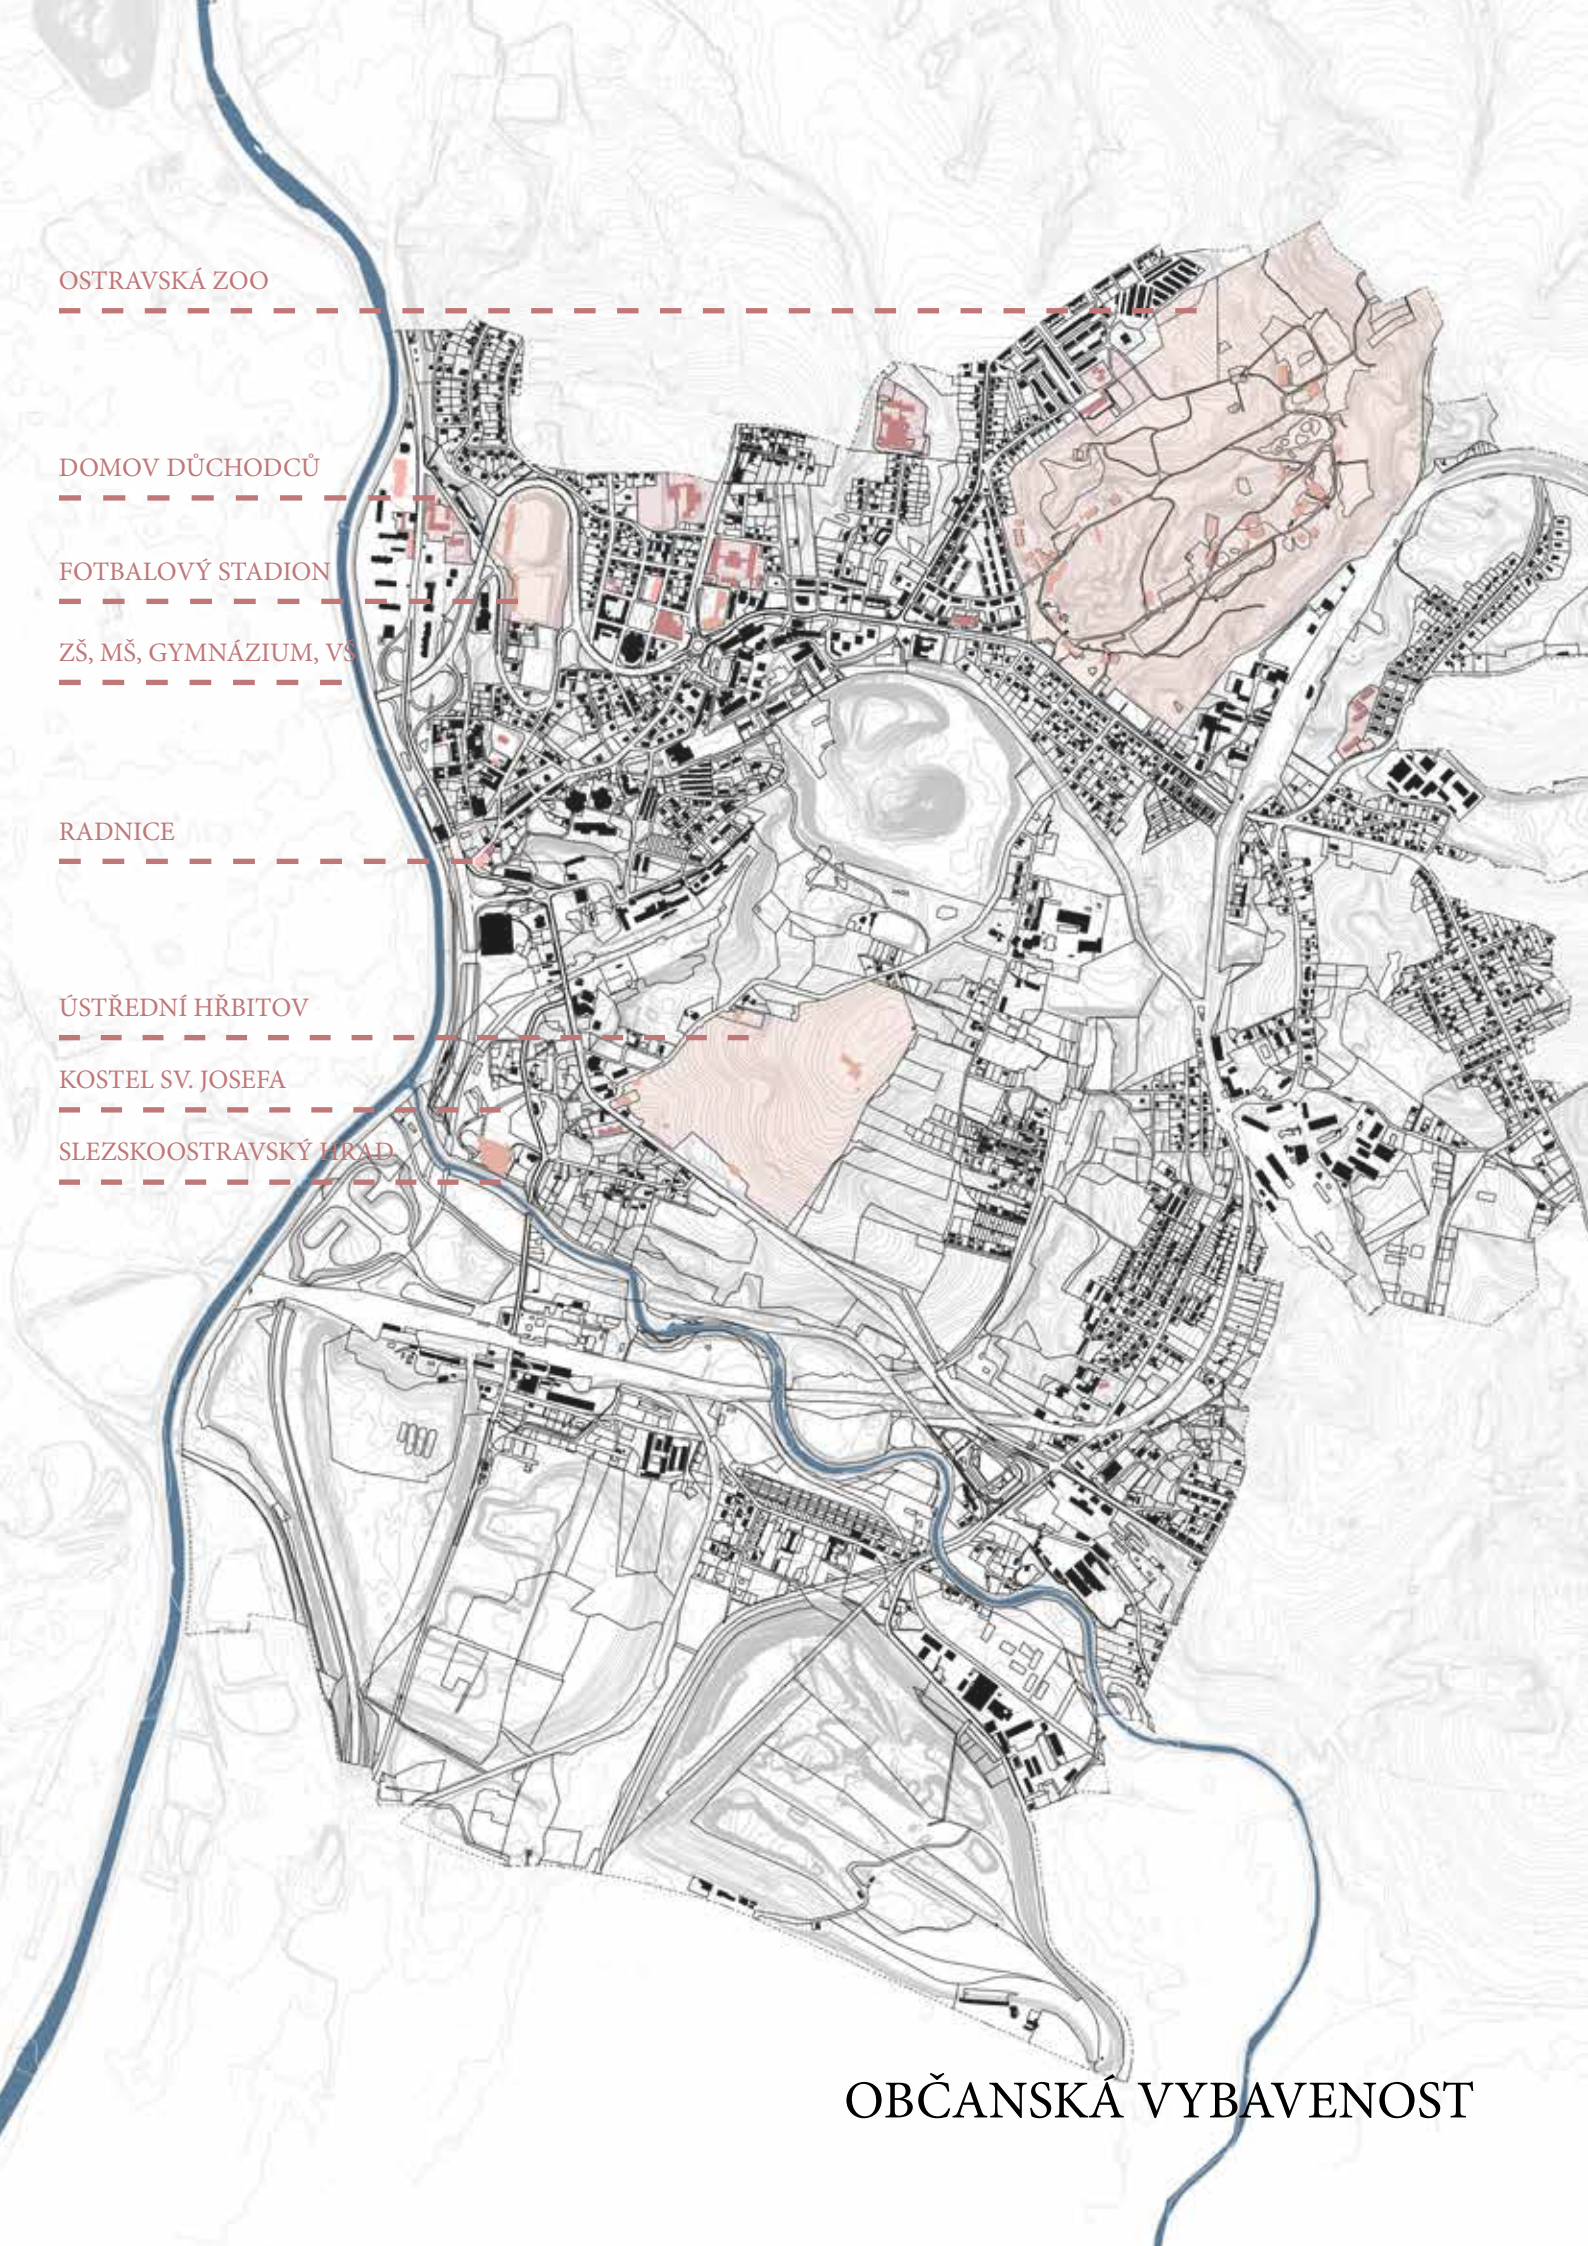 OSTRAVSKÁ ZOO
DOMOV DŮCHODCŮ
FOTBALOVÝ STADION
ZŠ, MŠ, GYMNÁZIUM, VŠ
RADNICE
ÚSTŘEDNÍ HŘBITOV
KOSTEL SV. JOSEFA
SLEZSKOOSTRAVSKÝ HRAD
OBČANSKÁ VYBAVENOST